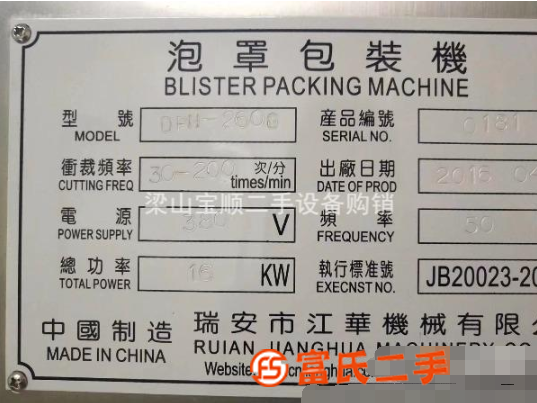 泡罩包裝機
BLISTER PACKING MACHINE
型號 MODEL DPH-260G 産品編號 SERIAL NO. 0181
衝裁頻率 CUTTING FREQ 30-200 次/分 times/min 出廠日期 DATE OF PROD 2016 04
梁山宝顺二手设备购销
電源 POWER SUPPLY 380 V 頻率 FREQUENCY 50
總功率 TOTAL POWER 16 KW 執行標準號 EXECNST NO. JB20023-20
中國制造 瑞安市江華機械有限
MADE IN CHINA RUIAN JIANGHUA MACHINERY CO
Website
富氏二手